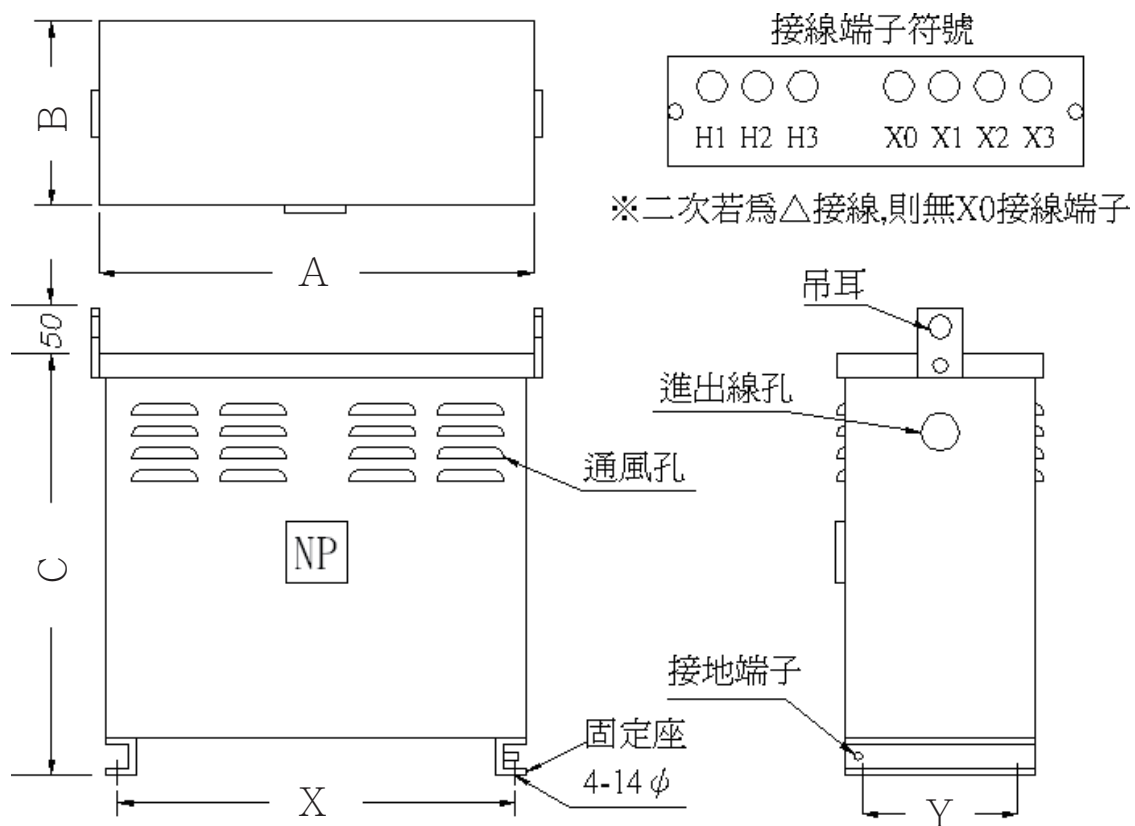 接線端子符號
H1 H2 H3 X0 X1 X2 X3
※二次若為△接線,則無X0接線端子
B
A
50
C
NP
X
吊耳
進出線孔
通風孔
接地端子
固定座
4-14ϕ
Y